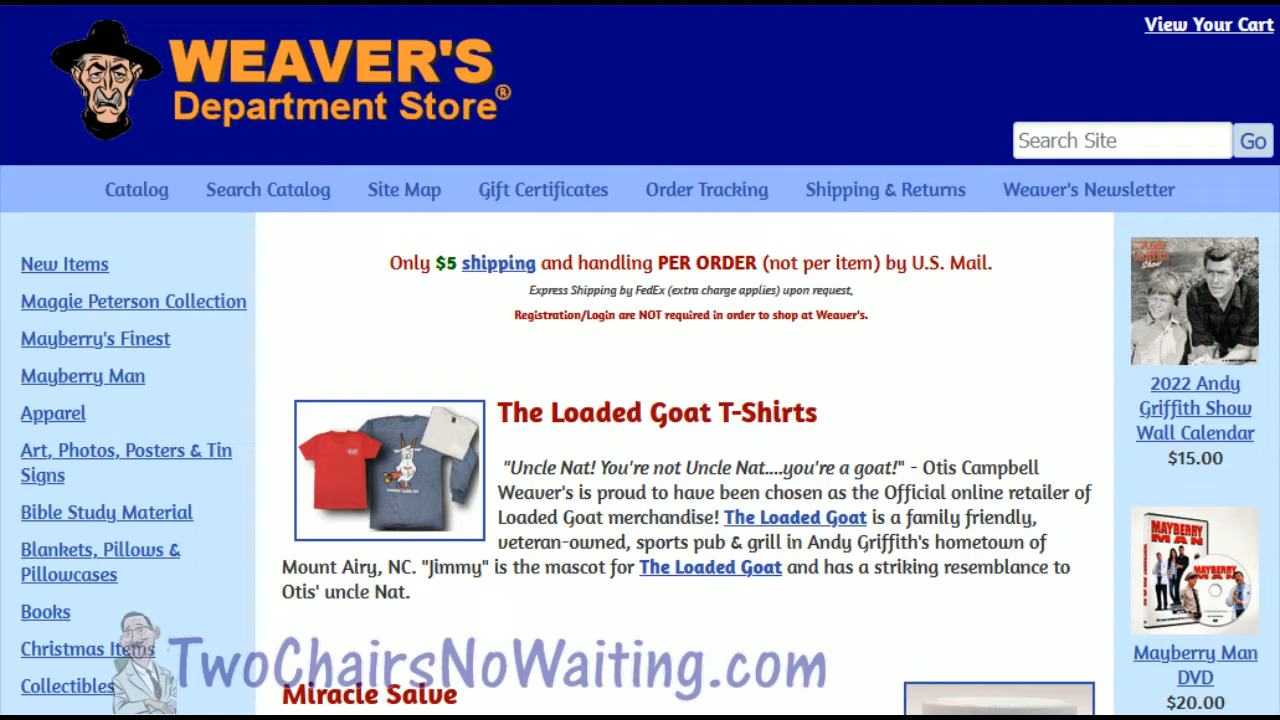 View Your Cart
WEAVER'S
Department Store®
Search Site
Go
Catalog
Search Catalog
Site Map
Gift Certificates
Order Tracking
Shipping & Returns
Weaver's Newsletter
New Items
Maggie Peterson Collection
Mayberry's Finest
Mayberry Man
Apparel
Art, Photos, Posters & Tin
Signs
Bible Study Material
Blankets, Pillows &
Pillowcases
Books
Christmas Items
Collectibles
Only $5 shipping and handling PER ORDER (not per item) by U.S. Mail.
Express Shipping by FedEx (extra charge applies) upon request.
Registration/Login are NOT required in order to shop at Weaver's.
The Loaded Goat T-Shirts
"Uncle Nat! You're not Uncle Nat....you're a goat!" - Otis Campbell
Weaver's is proud to have been chosen as the Official online retailer of
Loaded Goat merchandise! The Loaded Goat is a family friendly,
veteran-owned, sports pub & grill in Andy Griffith's hometown of
Mount Airy, NC. "Jimmy" is the mascot for The Loaded Goat and has a striking resemblance to
Otis' uncle Nat.
Miracle Salve
TwoChairsNoWaiting.com
Andy
Griffith
Show
2022 Andy
Griffith Show
Wall Calendar
$15.00
MAYBERRY
MAN
MAYBERRY
MAN
Mayberry Man
DVD
$20.00